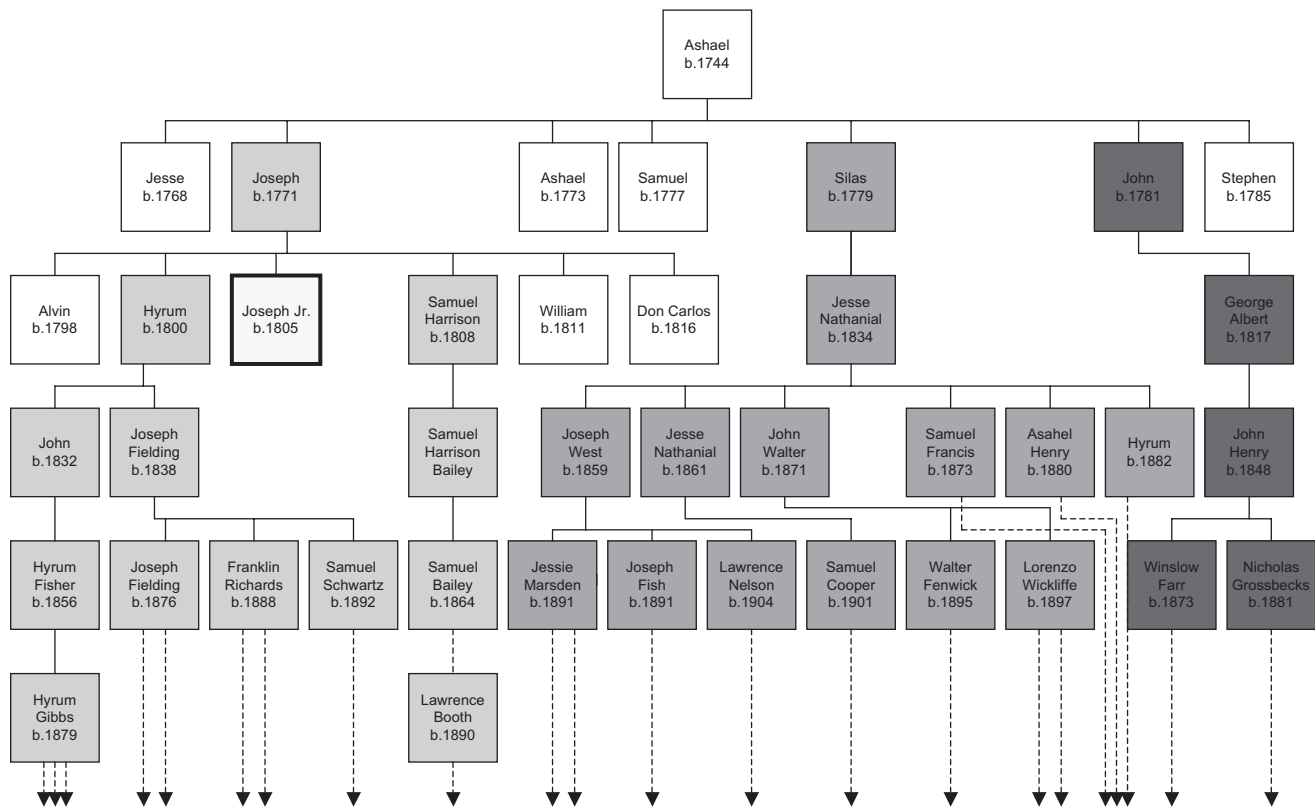 Ashael
b.1744
Jesse
b.1768
Joseph
b.1771
Ashael
b.1773
Samuel
b.1777
Silas
b.1779
John
b.1781
Stephen
b.1785
Alvin
b.1798
Hyrum
b.1800
Joseph Jr.
b.1805
Samuel
Harrison
b.1808
William
b.1811
Don Carlos
b.1816
Jesse
Nathanial
b.1834
George
Albert
b.1817
John
b.1832
Joseph
Fielding
b.1838
Samuel
Harrison
Bailey
Joseph
West
b.1859
Jesse
Nathanial
b.1861
John
Walter
b.1871
Samuel
Francis
b.1873
Asahel
Henry
b.1880
Hyrum
b.1882
John
Henry
b.1848
Hyrum
Fisher
b.1856
Joseph
Fielding
b.1876
Franklin
Richards
b.1888
Samuel
Schwartz
b.1892
Samuel
Bailey
b.1864
Jessie
Marsden
b.1891
Joseph
Fish
b.1891
Lawrence
Nelson
b.1904
Samuel
Cooper
b.1901
Walter
Fenwick
b.1895
Lorenzo
Wickliffe
b.1897
Winslow
Farr
b.1873
Nicholas
Grossbecks
b.1881
Hyrum
Gibbs
b.1879
Lawrence
Booth
b.1890